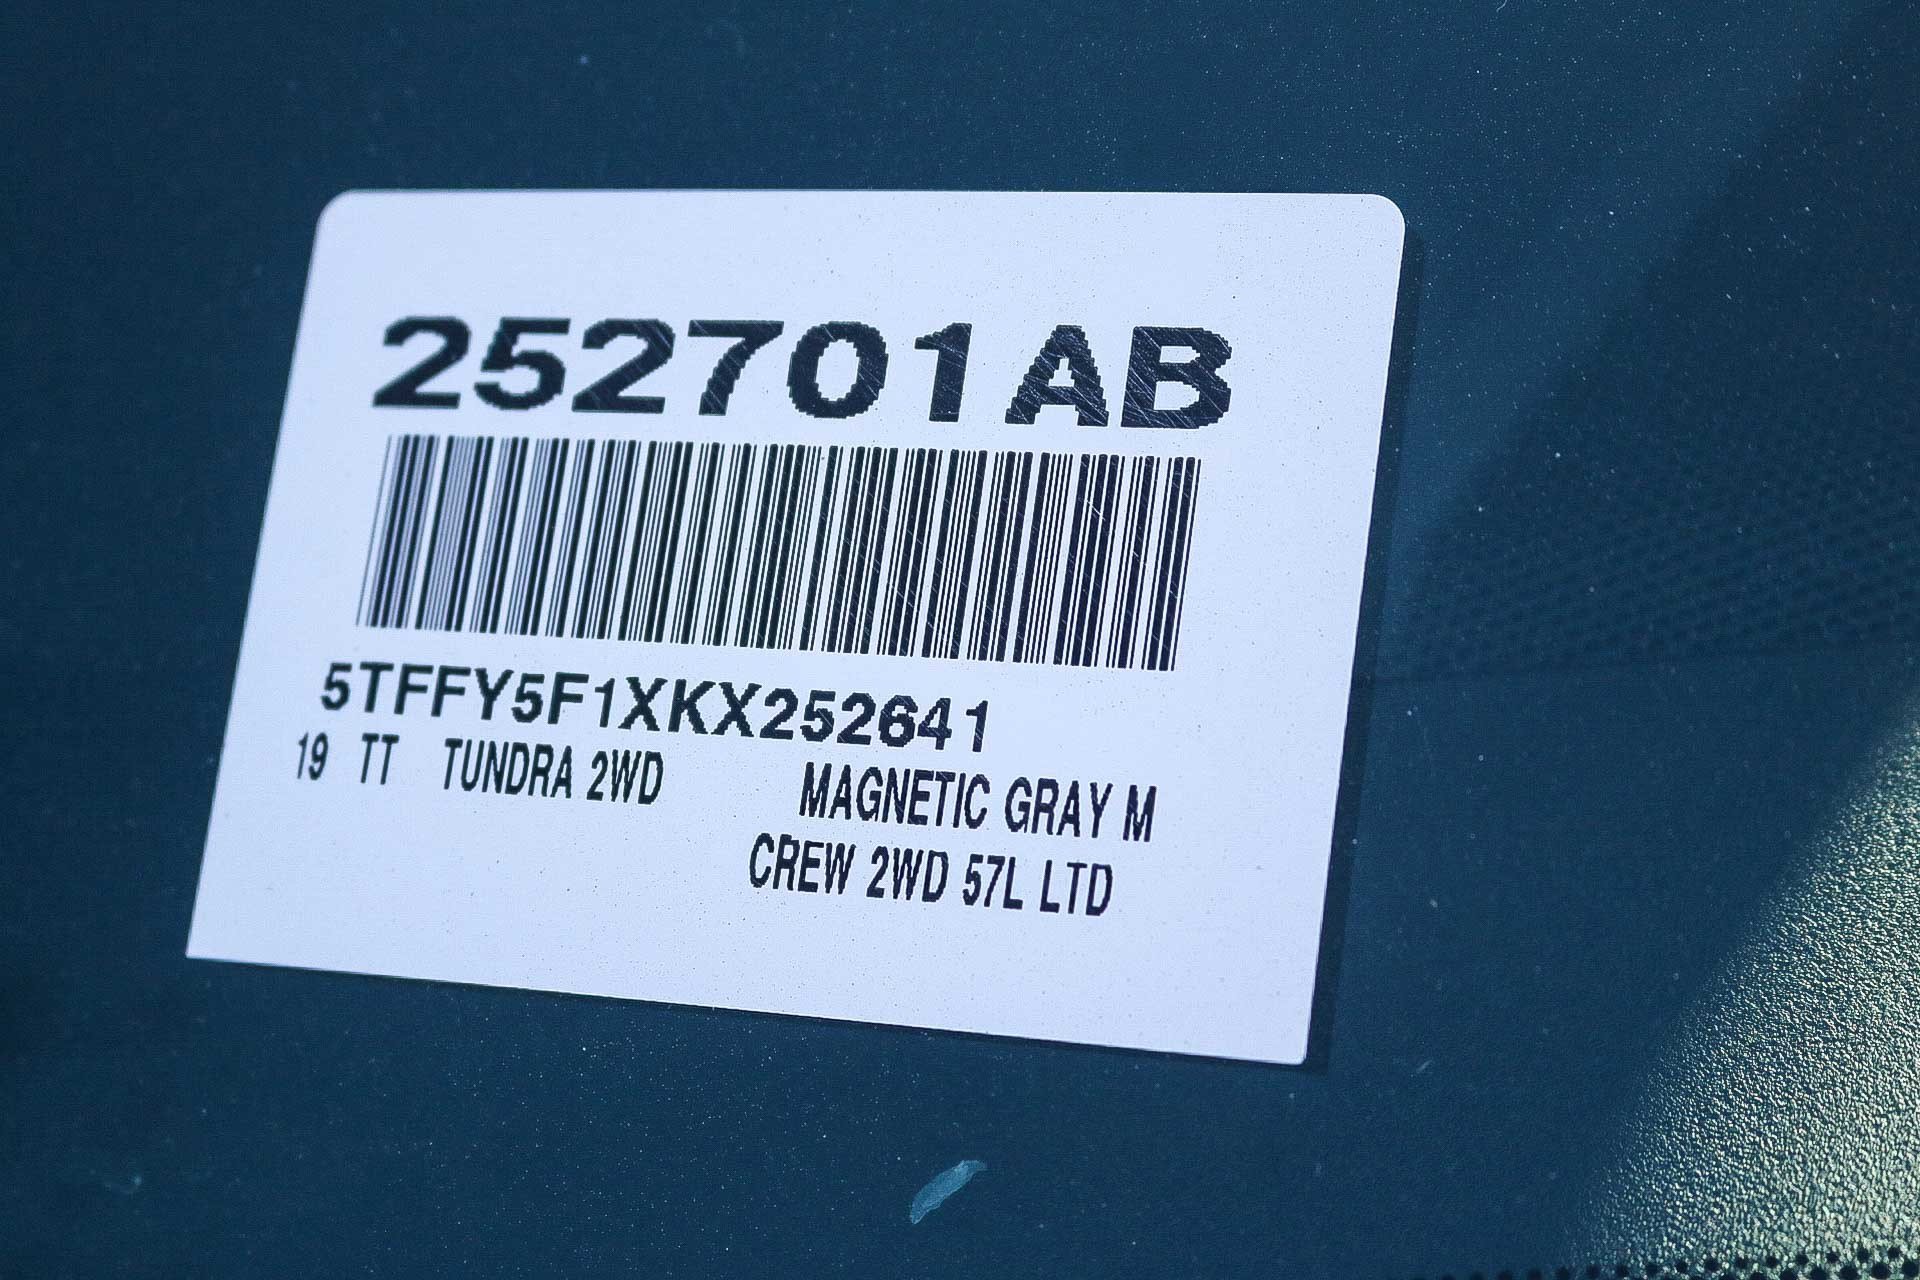 252701AB
5TFFY5F1XKX252641
19 TT TUNDRA 2WD MAGNETIC GRAY M
CREW 2WD 57L LTD